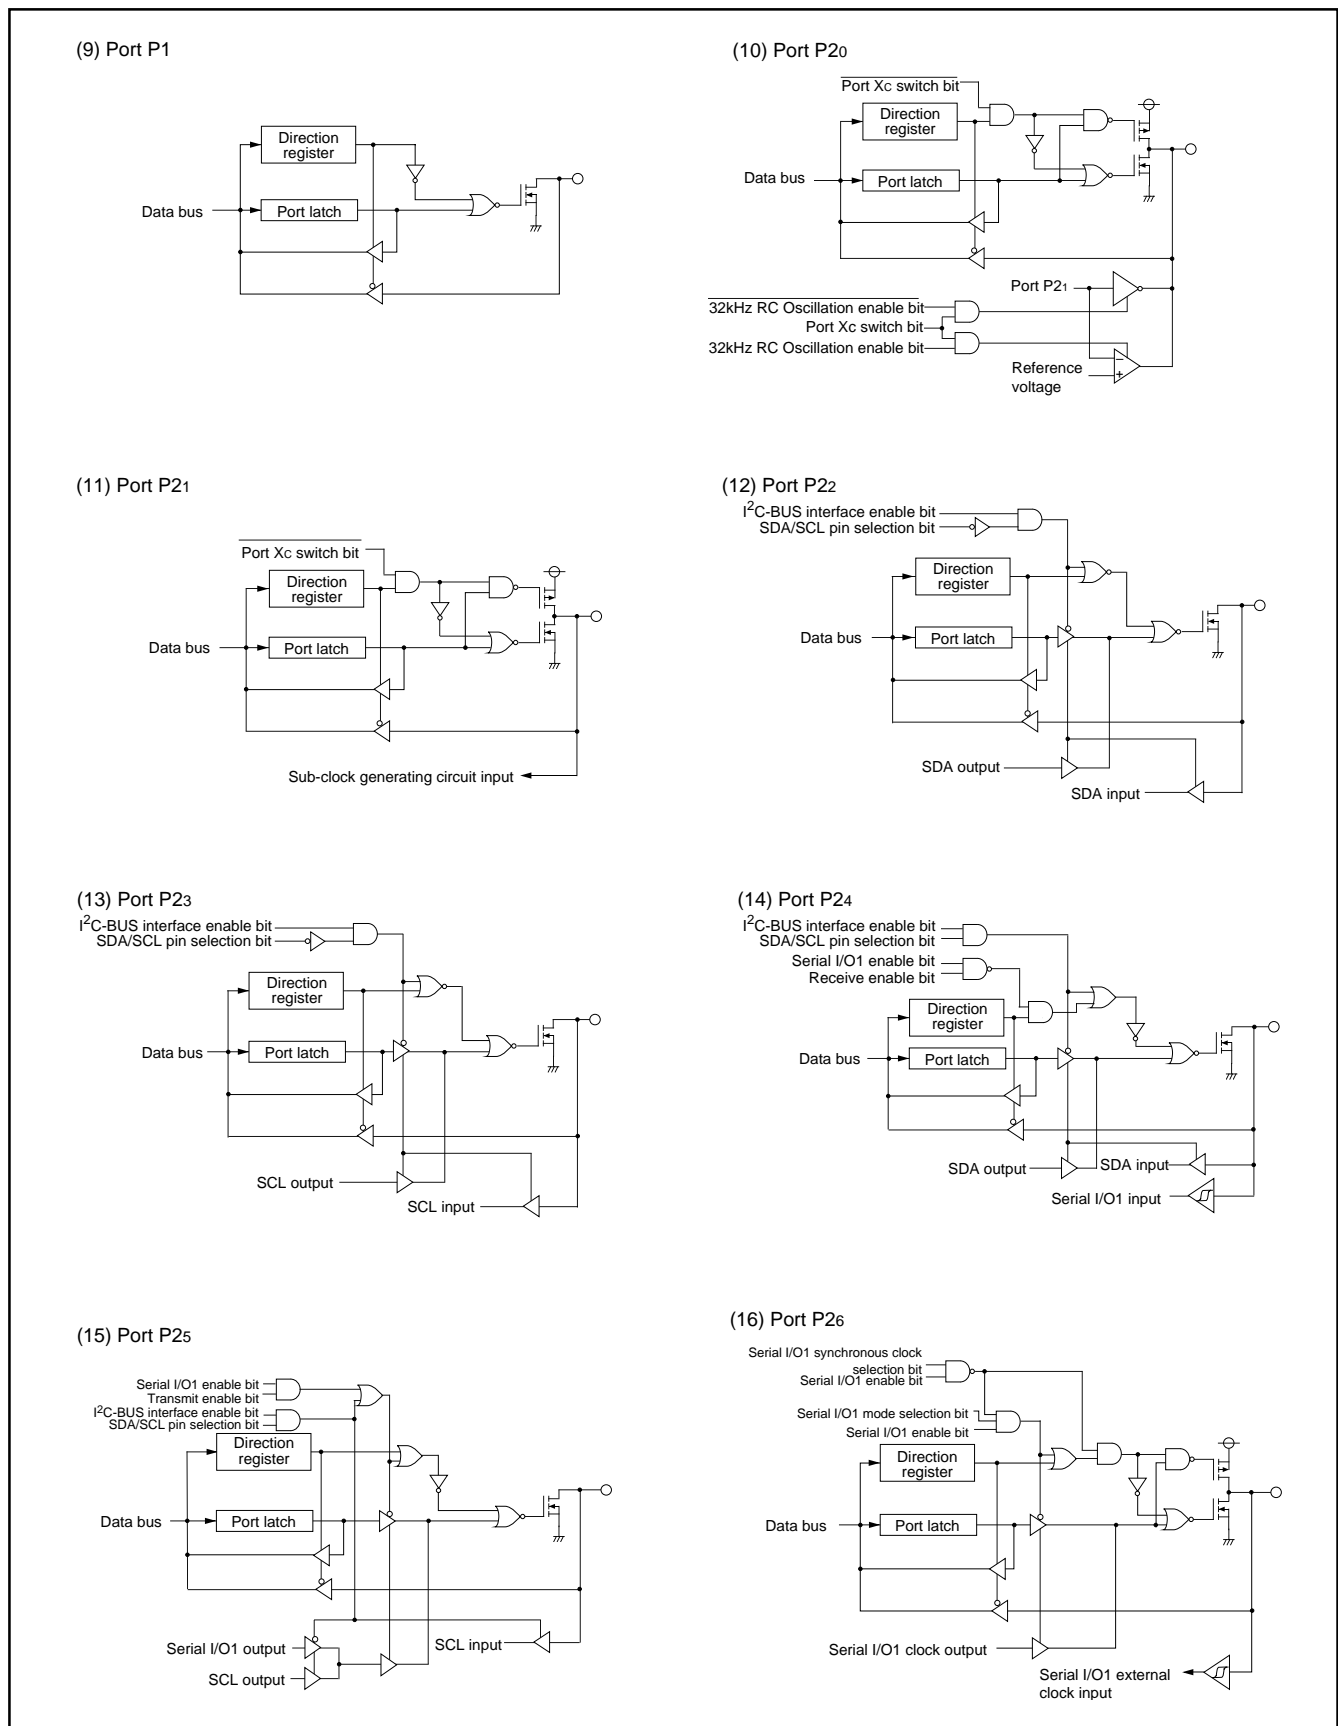 (9) Port P1
Direction
register
Data bus
Port latch
(10) Port P20
Port XC switch bit
Direction
register
Data bus
Port latch
Port P21
32kHz RC Oscillation enable bit
Port XC switch bit
32kHz RC Oscillation enable bit
Reference
voltage
−
+
(11) Port P21
Port XC switch bit
Direction
register
Data bus
Port latch
Sub-clock generating circuit input
(12) Port P22
I2C-BUS interface enable bit
SDA/SCL pin selection bit
Direction
register
Data bus
Port latch
SDA output
SDA input
(13) Port P23
I2C-BUS interface enable bit
SDA/SCL pin selection bit
Direction
register
Data bus
Port latch
SCL output
SCL input
(14) Port P24
I2C-BUS interface enable bit
SDA/SCL pin selection bit
Serial I/O1 enable bit
Receive enable bit
Direction
register
Data bus
Port latch
SDA output
SDA input
Serial I/O1 input
(15) Port P25
Serial I/O1 enable bit
Transmit enable bit
I2C-BUS interface enable bit
SDA/SCL pin selection bit
Direction
register
Data bus
Port latch
Serial I/O1 output
SCL input
SCL output
(16) Port P26
Serial I/O1 synchronous clock
selection bit
Serial I/O1 enable bit
Serial I/O1 mode selection bit
Serial I/O1 enable bit
Direction
register
Data bus
Port latch
Serial I/O1 clock output
Serial I/O1 external
clock input